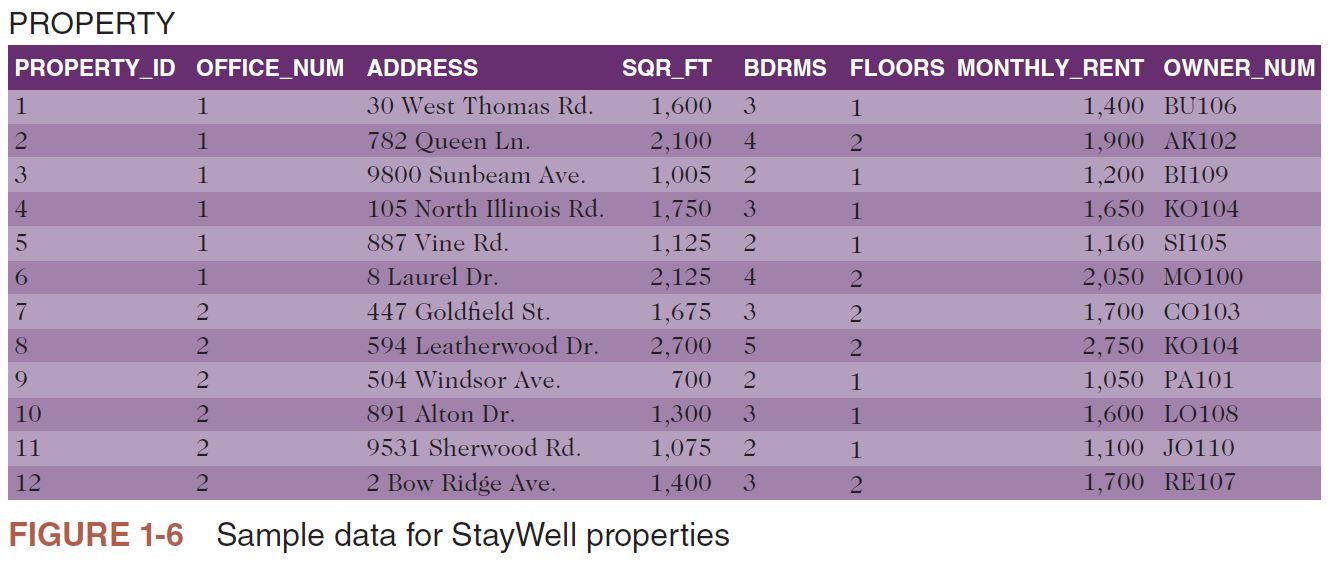 PROPERTY
PROPERTY_ID OFFICE_NUM ADDRESS SQR_FT BDRMS FLOORS MONTHLY_RENT OWNER_NUM
1 1 30 West Thomas Rd. 1,600 3 1 1,400 BU106
2 1 782 Queen Ln. 2,100 4 2 1,900 AK102
3 1 9800 Sunbeam Ave. 1,005 2 1 1,200 BI109
4 1 105 North Illinois Rd. 1,750 3 1 1,650 KO104
5 1 887 Vine Rd. 1,125 2 1 1,160 SI105
6 1 8 Laurel Dr. 2,125 4 2 2,050 MO100
7 2 447 Goldfield St. 1,675 3 2 1,700 CO103
8 2 594 Leatherwood Dr. 2,700 5 2 2,750 KO104
9 2 504 Windsor Ave. 700 2 1 1,050 PA101
10 2 891 Alton Dr. 1,300 3 1 1,600 LO108
11 2 9531 Sherwood Rd. 1,075 2 1 1,100 JO110
12 2 2 Bow Ridge Ave. 1,400 3 2 1,700 RE107
FIGURE 1-6 Sample data for StayWell properties